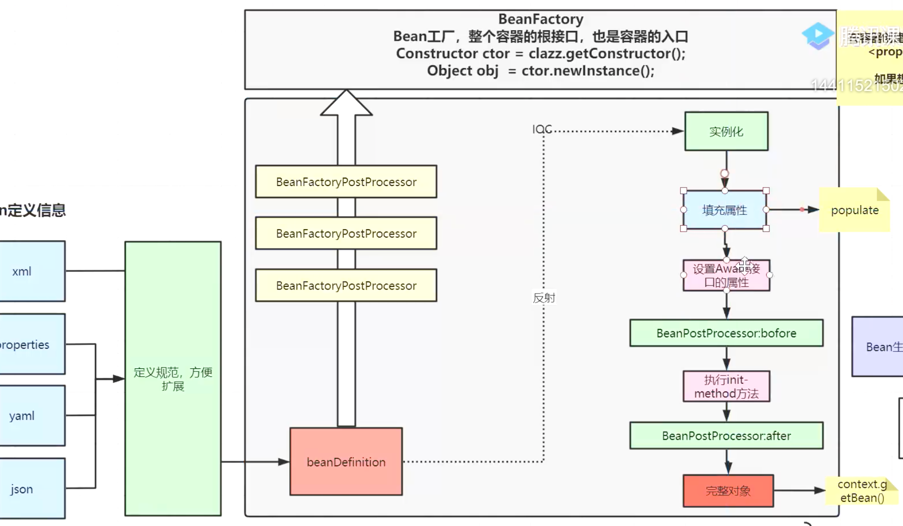 BeanFactory
Bean工厂，整个容器的根接口，也是容器的入口
Constructor ctor = clazz.getConstructor();
Object obj = ctor.newInstance();
<prop
如果想
1441152150
IOC
实例化
BeanFactoryPostProcessor
填充属性
populate
n定义信息
BeanFactoryPostProcessor
xml
设置Aware接
口的属性
BeanFactoryPostProcessor
反射
BeanPostProcessor:bofore
roperties
Bean生
定义规范，方便
扩展
执行init-
method方法
yaml
BeanPostProcessor:after
beanDefinition
json
完整对象
context.g
etBean()